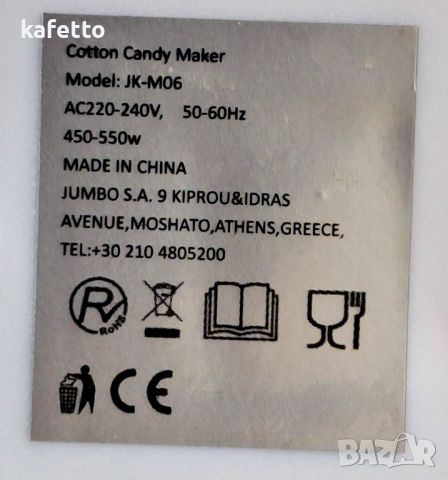 kafetto
Cotton Candy Maker
Model: JK-M06
AC220-240V, 50-60Hz
450-550w
MADE IN CHINA
JUMBO S.A. 9 KIPROU&IDRAS
AVENUE,MOSHATO,ATHENS,GREECE,
TEL:+30 210 4805200
RV
RoHS
CE
BAZAR